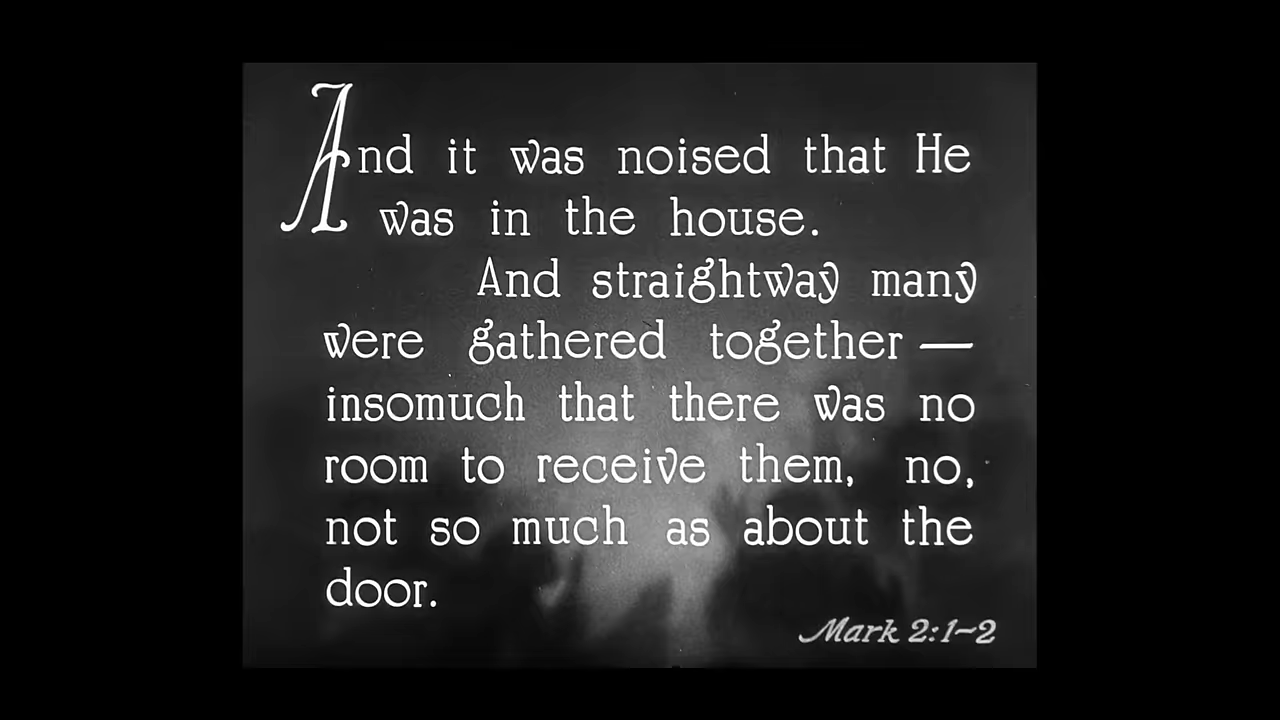 And it was noised that He
was in the house.
And straightway many
were gathered together —
insomuch that there was no
room to receive them, no,
not so much as about the
door.
Mark 2:1-2